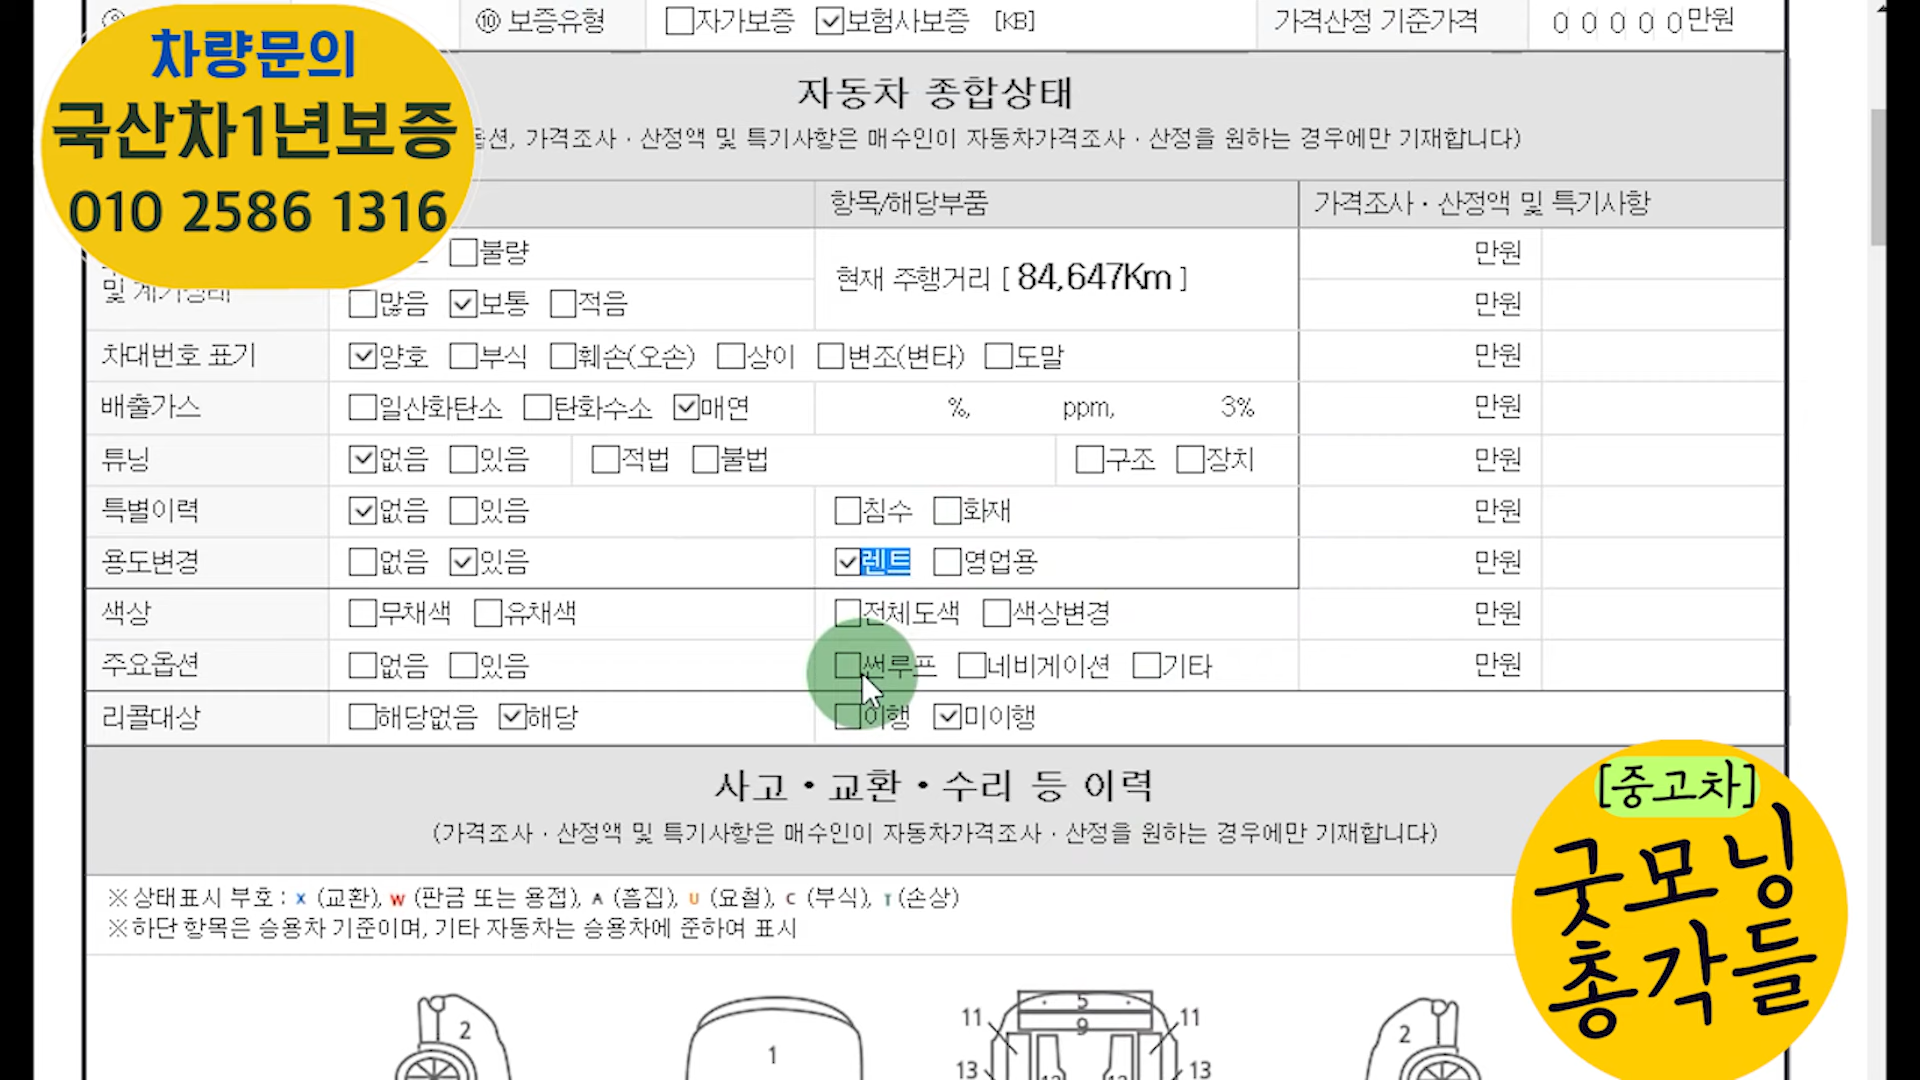 ⑩ 보증유형 자가보증 보험사보증 [KB] 가격산정 기준가격 0 0 0 0 0만원
차량문의
국산차1년보증
010 2586 1316
자동차 종합상태
옵션, 가격조사 · 산정액 및 특기사항은 매수인이 자동차가격조사 · 산정을 원하는 경우에만 기재합니다)
항목/해당부품 가격조사 · 산정액 및 특기사항
불량 만원
및 계기상태 현재 주행거리 [ 84,647Km ]
많음 보통 적음 만원
차대번호 표기 양호 부식 훼손(오손) 상이 변조(변타) 도말 만원
배출가스 일산화탄소 탄화수소 매연 %, ppm, 3% 만원
튜닝 없음 있음 적법 불법 구조 장치 만원
특별이력 없음 있음 침수 화재 만원
용도변경 없음 있음 렌트 영업용 만원
색상 무채색 유채색 전체도색 색상변경 만원
주요옵션 없음 있음 썬루프 네비게이션 기타 만원
리콜대상 해당없음 해당 이행 미이행
사고 • 교환 • 수리 등 이력
(가격조사 · 산정액 및 특기사항은 매수인이 자동차가격조사 · 산정을 원하는 경우에만 기재합니다)
※ 상태표시 부호 : X (교환), W (판금 또는 용접), A (흠집), U (요철), C (부식), T (손상)
※ 하단 항목은 승용차 기준이며, 기타 자동차는 승용차에 준하여 표시
[중고차]
굿모닝
총각들
2 1 5 9 11 11 13 13 2